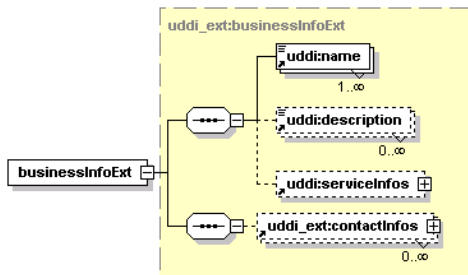 uddi_ext:businessInfoExt
uddi:name
1..∞
uddi:description
0..∞
businessInfoExt
uddi:serviceInfos
uddi_ext:contactInfos
0..∞